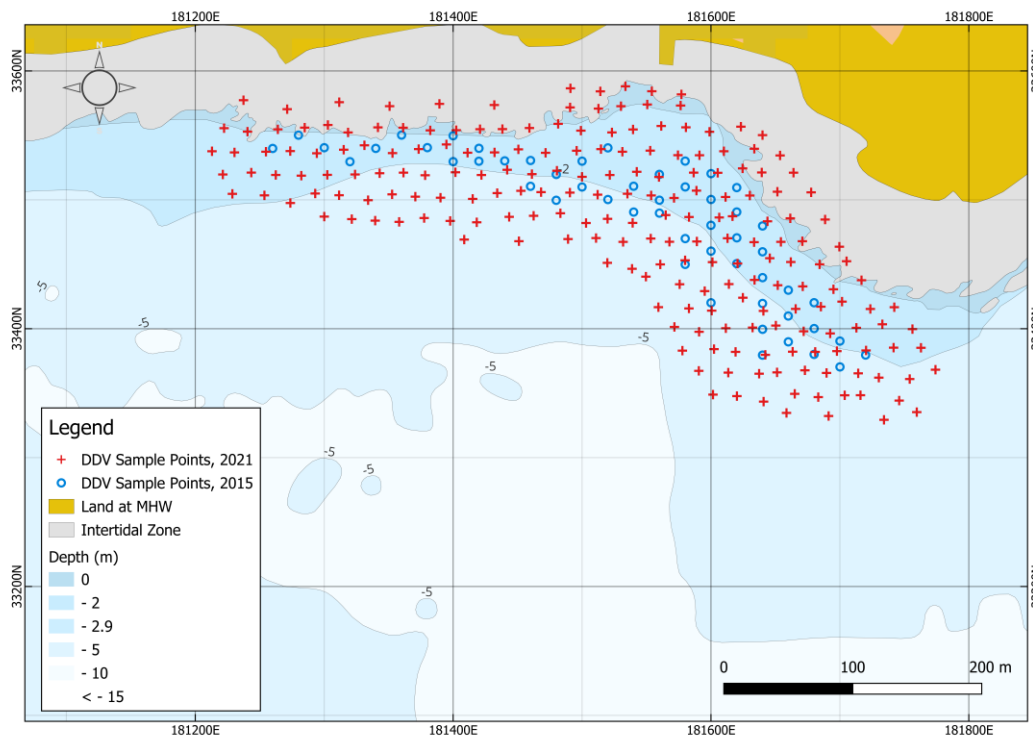 181200E 181400E 181600E 181800E
N
33600N
-2
-5
-5
-5
-5
33400N 33400N
-5
-5
Legend
DDV Sample Points, 2021
DDV Sample Points, 2015
Land at MHW
Intertidal Zone
Depth (m)
0
- 2
- 2.9
- 5
- 10
< - 15
-5
33200N
0 100 200 m
181200E 181400E 181600E 181800E